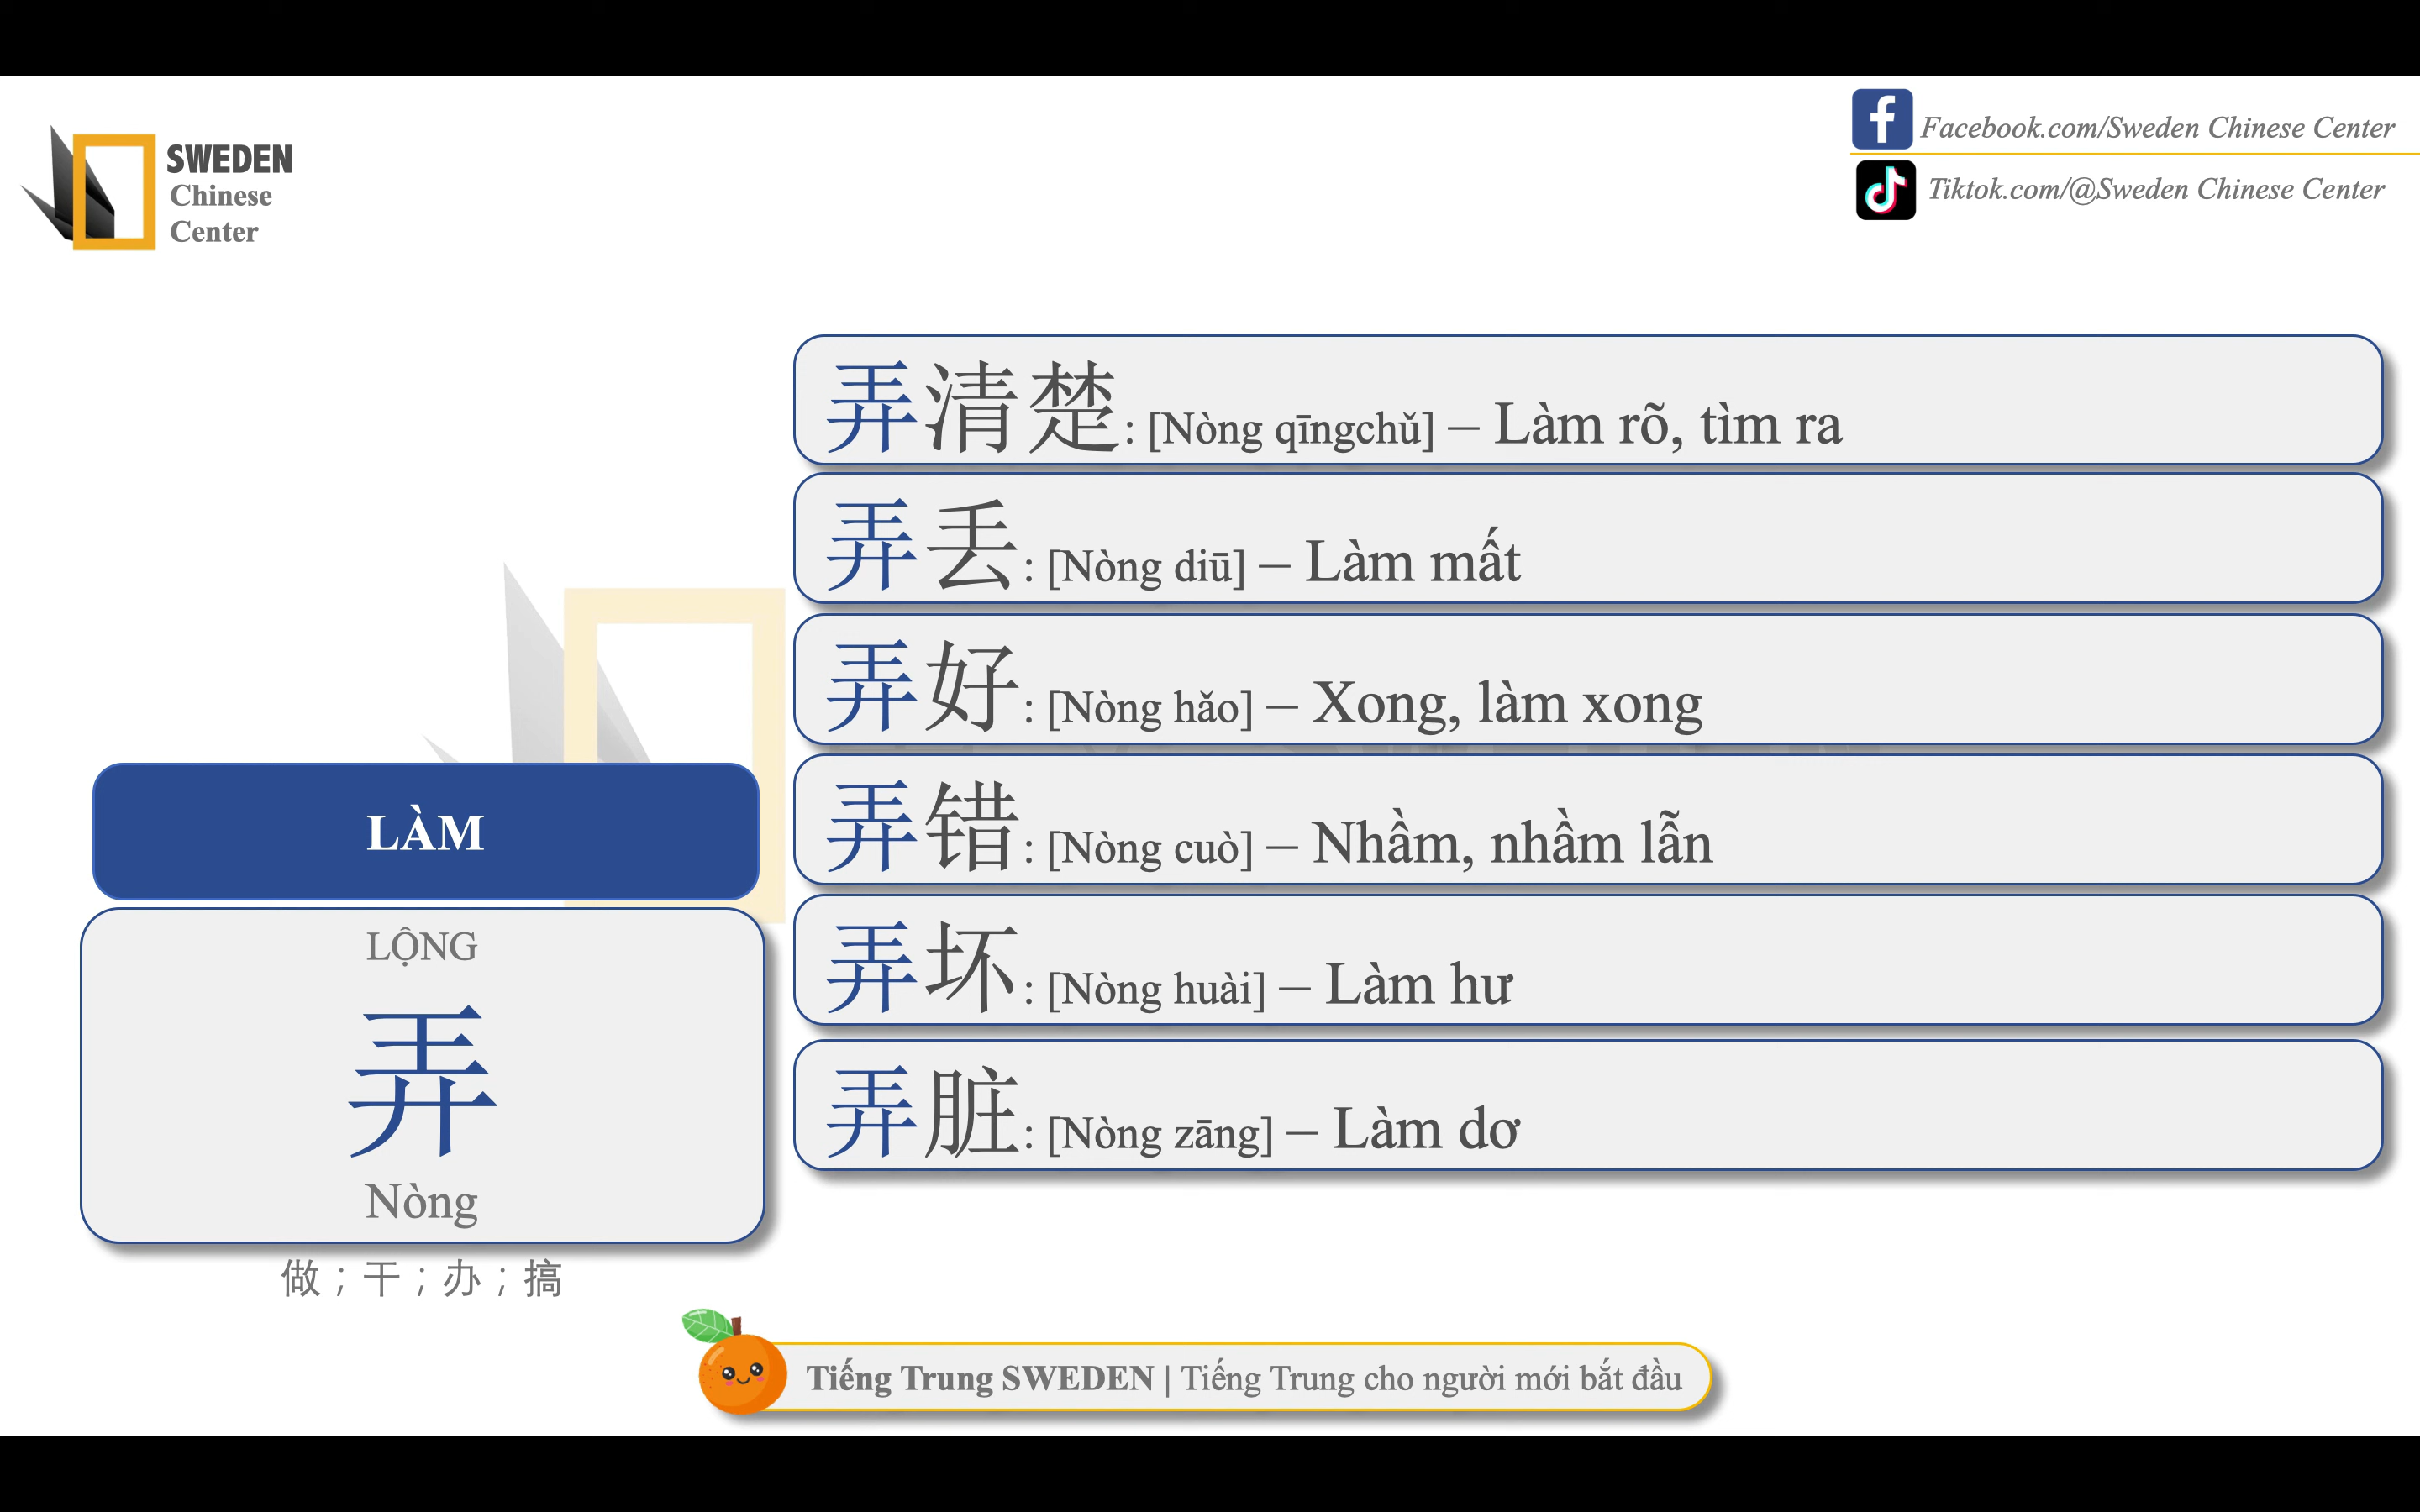 SWEDEN
Chinese
Center
Facebook.com/Sweden Chinese Center
Tiktok.com/@Sweden Chinese Center
弄清楚: [Nòng qīngchǔ] – Làm rõ, tìm ra
弄丢: [Nòng diū] – Làm mất
弄好: [Nòng hǎo] – Xong, làm xong
弄错: [Nòng cuò] – Nhầm, nhầm lẫn
弄坏: [Nòng huài] – Làm hư
弄脏: [Nòng zāng] – Làm dơ
LÀM
LỘNG
弄
Nòng
做；干；办；搞
Tiếng Trung SWEDEN | Tiếng Trung cho người mới bắt đầu